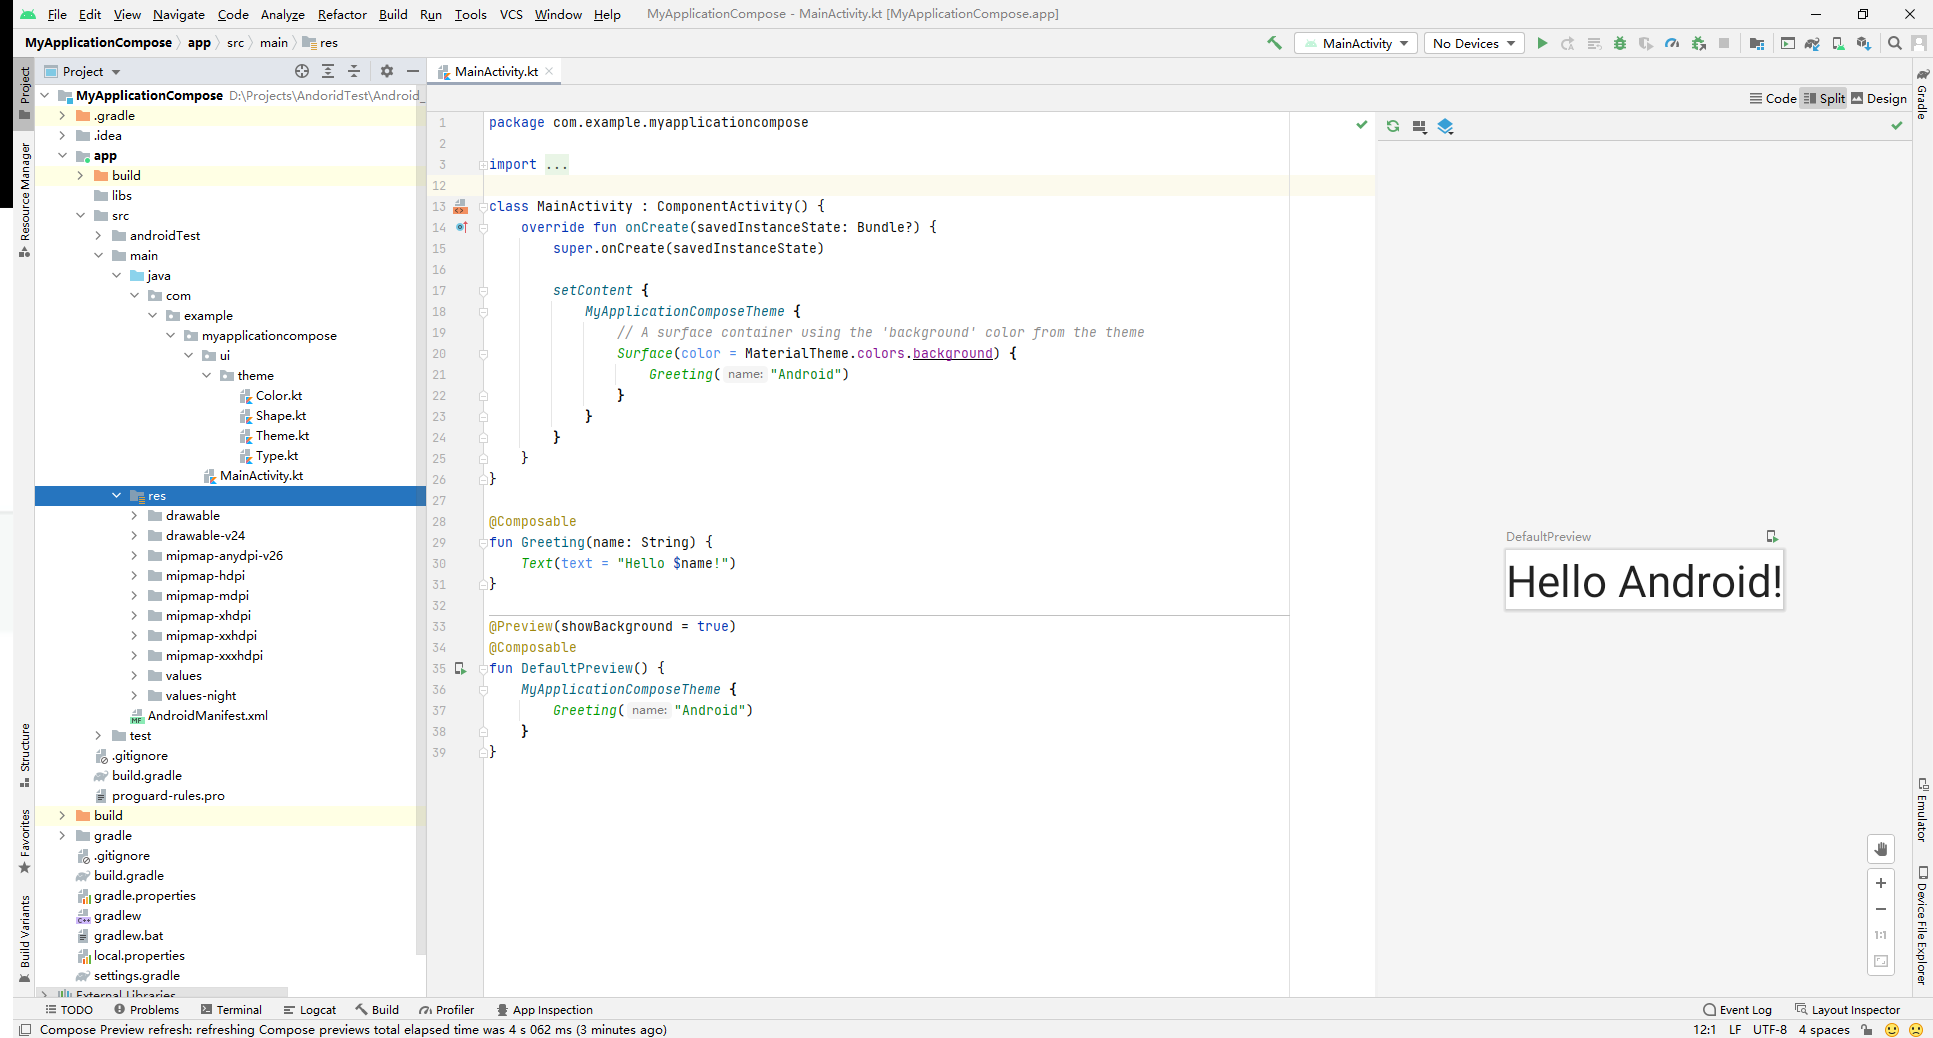 File Edit View Navigate Code Analyze Refactor Build Run Tools VCS Window Help MyApplicationCompose - MainActivity.kt [MyApplicationCompose.app]
MyApplicationCompose app src main res MainActivity No Devices
Project MainActivity.kt
Code Split Design
Project
Resource Manager
Structure
Favorites
Build Variants
MyApplicationCompose D:\Projects\AndoridTest\Android_
.gradle
.idea
app
build
libs
src
androidTest
main
java
com
example
myapplicationcompose
ui
theme
Color.kt
Shape.kt
Theme.kt
Type.kt
MainActivity.kt
res
drawable
drawable-v24
mipmap-anydpi-v26
mipmap-hdpi
mipmap-mdpi
mipmap-xhdpi
mipmap-xxhdpi
mipmap-xxxhdpi
values
values-night
AndroidManifest.xml
test
.gitignore
build.gradle
proguard-rules.pro
build
gradle
.gitignore
build.gradle
gradle.properties
gradlew
gradlew.bat
local.properties
settings.gradle
External Libraries
1 package com.example.myapplicationcompose
2
3 import ...
12
13 class MainActivity : ComponentActivity() {
14 override fun onCreate(savedInstanceState: Bundle?) {
15 super.onCreate(savedInstanceState)
16
17 setContent {
18 MyApplicationComposeTheme {
19 // A surface container using the 'background' color from the theme
20 Surface(color = MaterialTheme.colors.background) {
21 Greeting( name: "Android")
22 }
23 }
24 }
25 }
26 }
27
28 @Composable
29 fun Greeting(name: String) {
30 Text(text = "Hello $name!")
31 }
32
33 @Preview(showBackground = true)
34 @Composable
35 fun DefaultPreview() {
36 MyApplicationComposeTheme {
37 Greeting( name: "Android")
38 }
39 }
DefaultPreview
Hello Android!
1:1
Gradle
Emulator
Device File Explorer
TODO Problems Terminal Logcat Build Profiler App Inspection Event Log Layout Inspector
Compose Preview refresh: refreshing Compose previews total elapsed time was 4 s 062 ms (3 minutes ago) 12:1 LF UTF-8 4 spaces